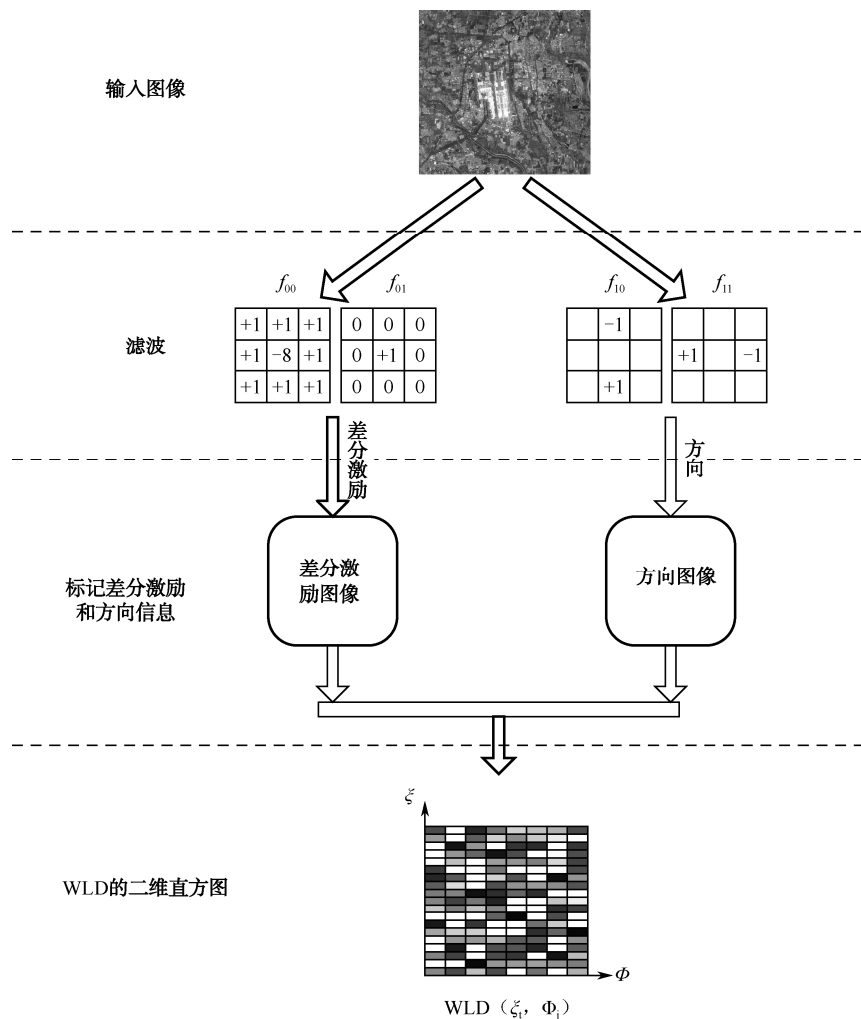 输入图像
f00 f01 f10 f11
滤波
+1 +1 +1 0 0 0 -1
+1 -8 +1 0 +1 0 +1 -1
+1 +1 +1 0 0 0 +1
差分激励
方向
标记差分激励
和方向信息
差分激
励图像
方向图像
ξ
WLD的二维直方图
Φ
WLD（ξt，Φi）